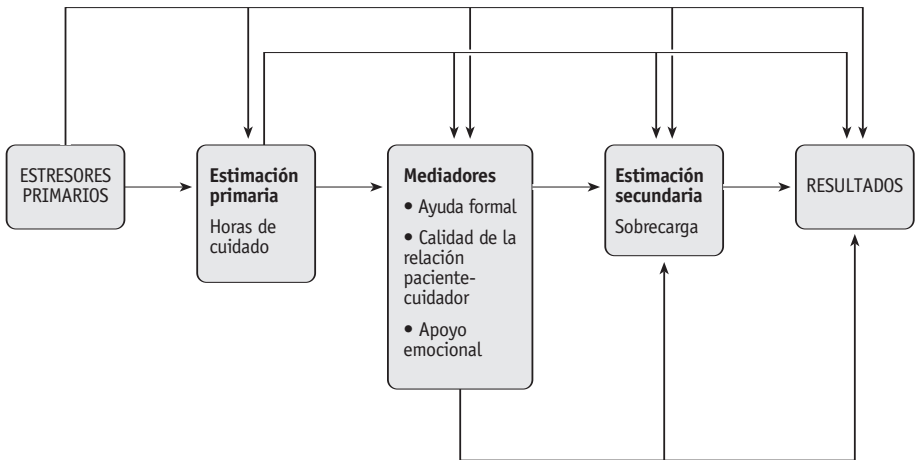 ESTRESORES
PRIMARIOS
Estimación
primaria
Horas de
cuidado
Mediadores
• Ayuda formal
• Calidad de la
relación
paciente-
cuidador
• Apoyo
emocional
Estimación
secundaria
Sobrecarga
RESULTADOS